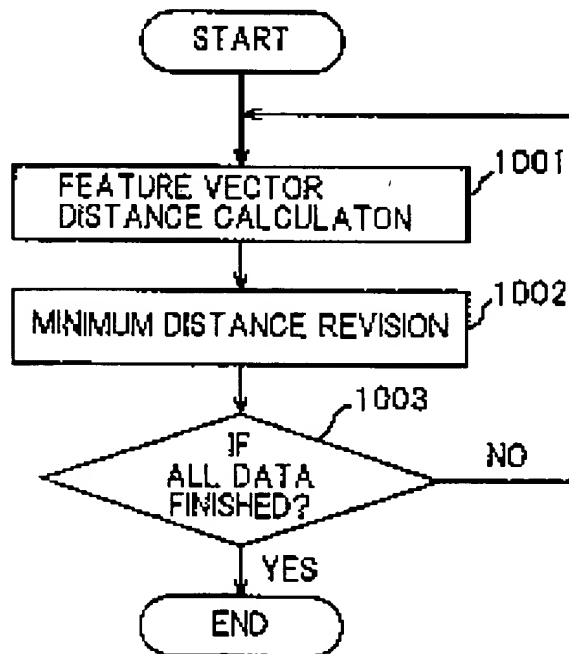 START
FEATURE VECTOR
DISTANCE CALCULATON
1001
MINIMUM DISTANCE REVISION
1002
1003
IF
ALL DATA
FINISHED?
NO
YES
END